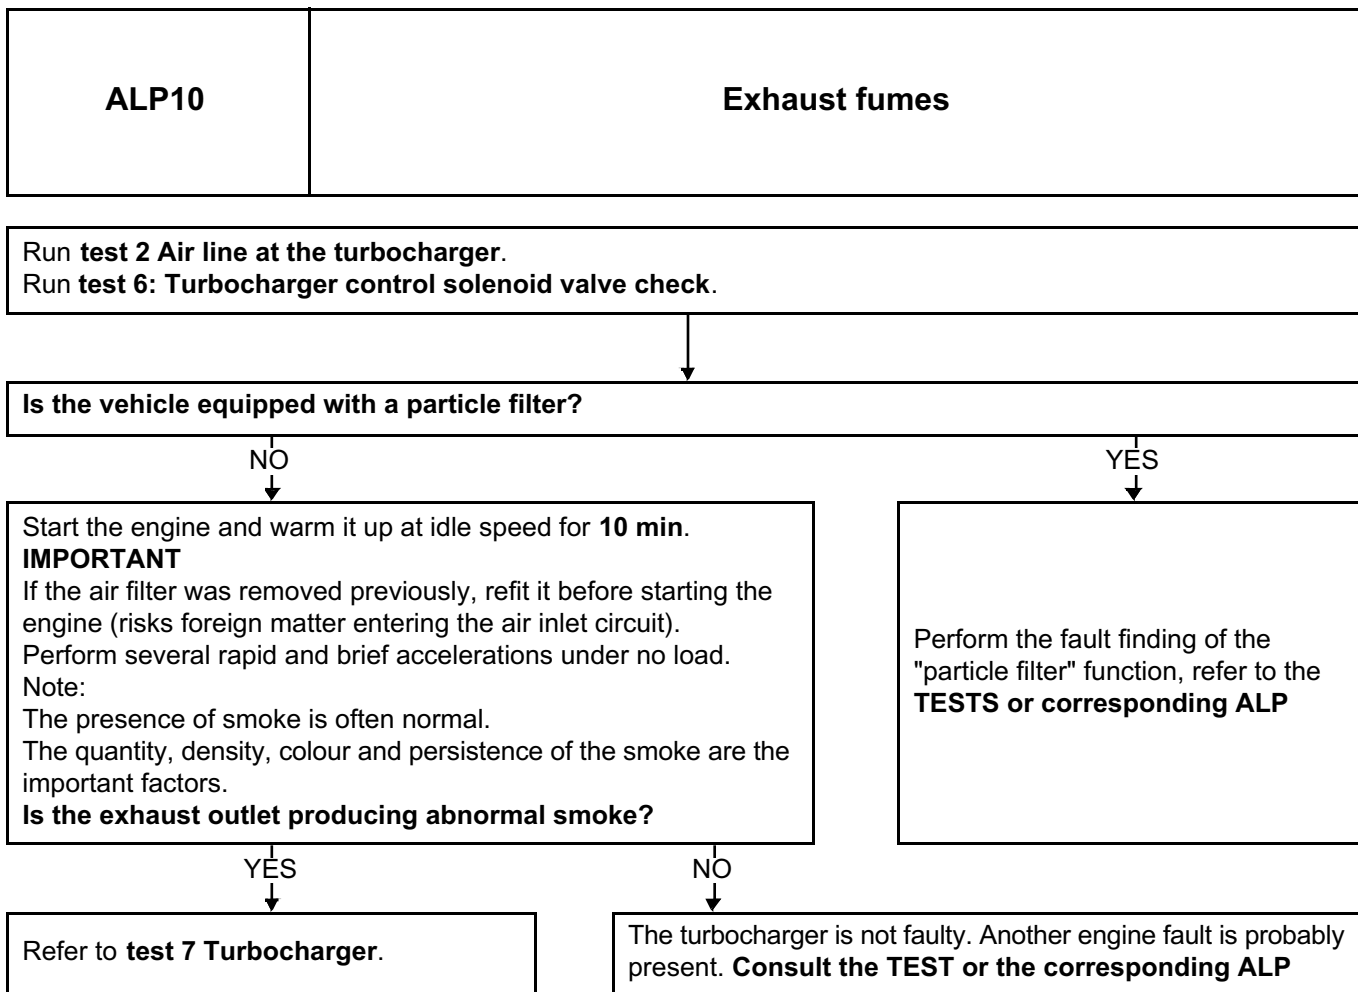 ALP10
Exhaust fumes
Run test 2 Air line at the turbocharger.
Run test 6: Turbocharger control solenoid valve check.
Is the vehicle equipped with a particle filter?
NO
YES
Start the engine and warm it up at idle speed for 10 min.
IMPORTANT
If the air filter was removed previously, refit it before starting the
engine (risks foreign matter entering the air inlet circuit).
Perform several rapid and brief accelerations under no load.
Note:
The presence of smoke is often normal.
The quantity, density, colour and persistence of the smoke are the
important factors.
Is the exhaust outlet producing abnormal smoke?
Perform the fault finding of the
"particle filter" function, refer to the
TESTS or corresponding ALP
YES
NO
Refer to test 7 Turbocharger.
The turbocharger is not faulty. Another engine fault is probably
present. Consult the TEST or the corresponding ALP